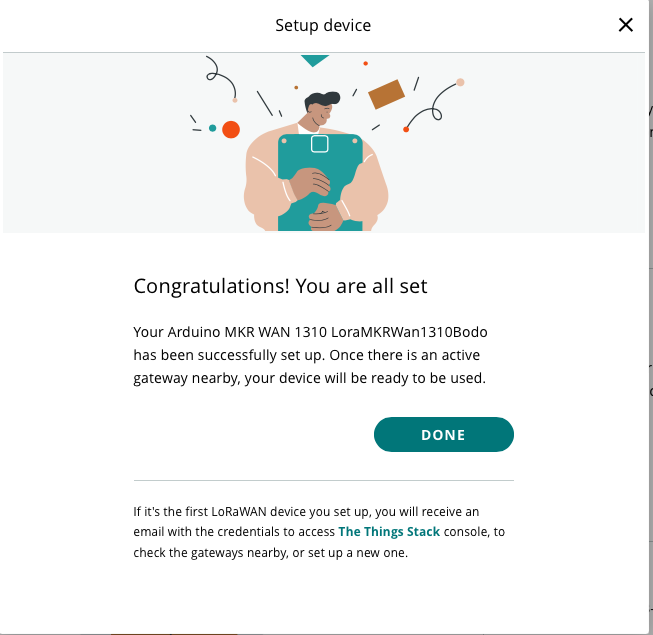 Setup device
Congratulations! You are all set
Your Arduino MKR WAN 1310 LoraMKRWan1310Bodo
has been successfully set up. Once there is an active
gateway nearby, your device will be ready to be used.
DONE
If it's the first LoRaWAN device you set up, you will receive an
email with the credentials to access The Things Stack console, to
check the gateways nearby, or set up a new one.